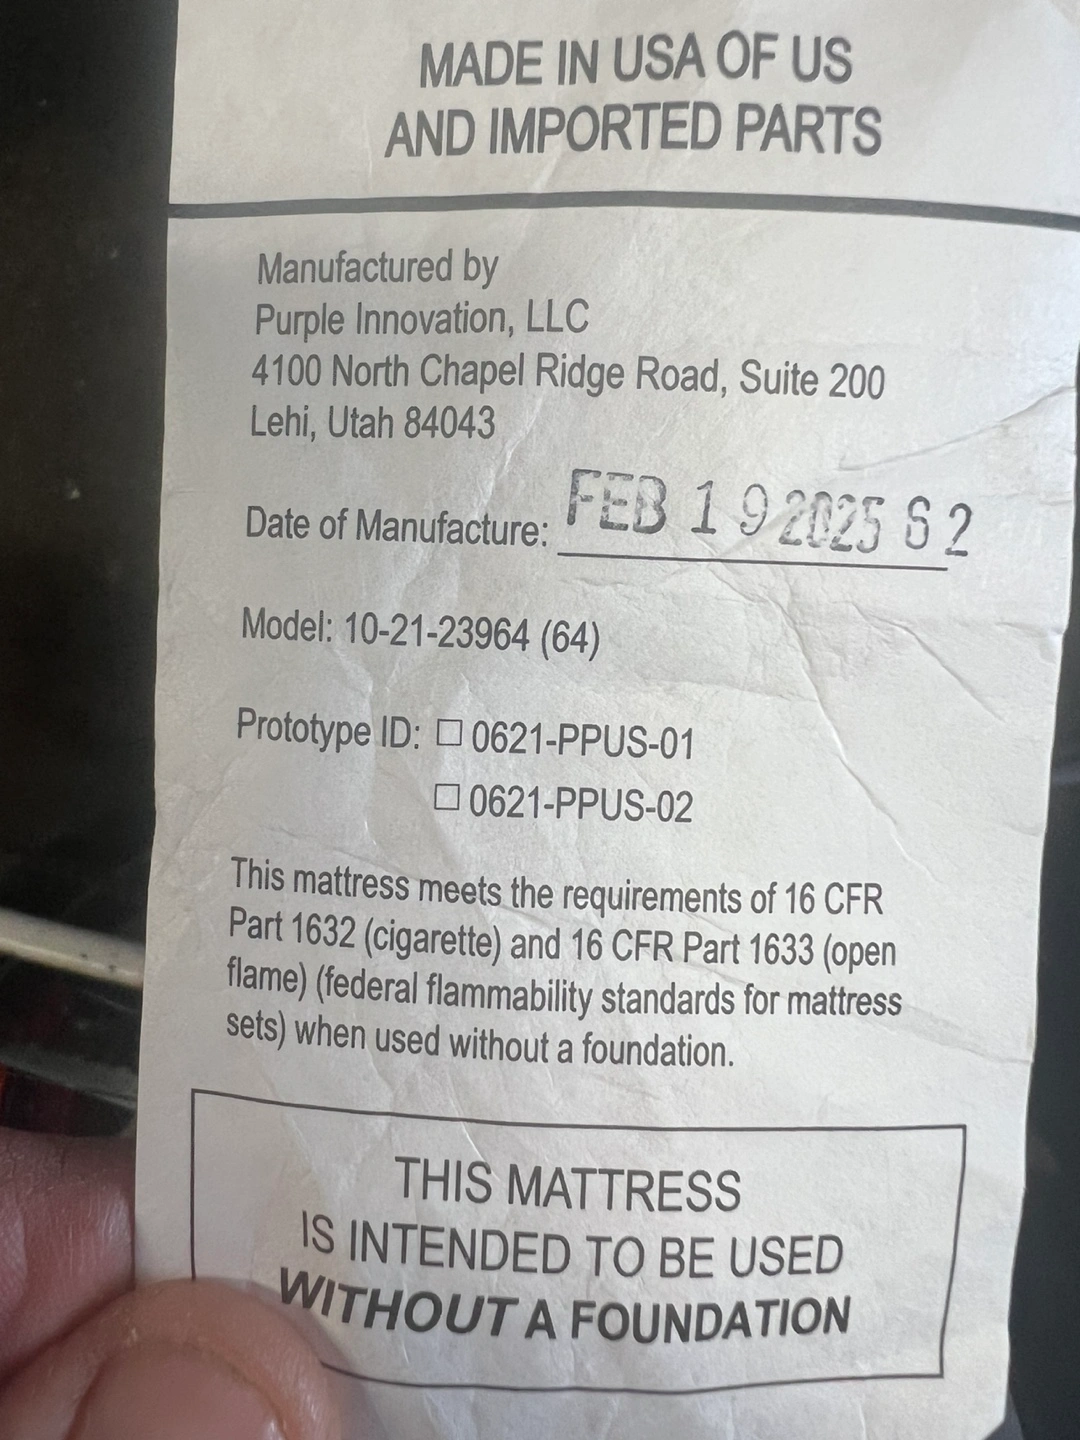 MADE IN USA OF US
AND IMPORTED PARTS
Manufactured by
Purple Innovation, LLC
4100 North Chapel Ridge Road, Suite 200
Lehi, Utah 84043
Date of Manufacture: FEB 19 2025 62
Model: 10-21-23964 (64)
Prototype ID: ☐ 0621-PPUS-01
☐ 0621-PPUS-02
This mattress meets the requirements of 16 CFR
Part 1632 (cigarette) and 16 CFR Part 1633 (open
flame) (federal flammability standards for mattress
sets) when used without a foundation.
THIS MATTRESS
IS INTENDED TO BE USED
WITHOUT A FOUNDATION